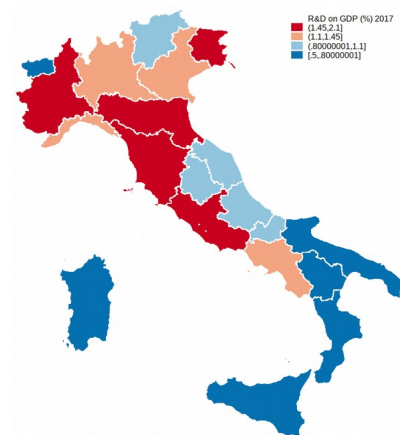 R&D on GDP (%) 2017
(1.45,2.1]
(1.1,1.45]
(.80000001,1.1]
[.5,.80000001]